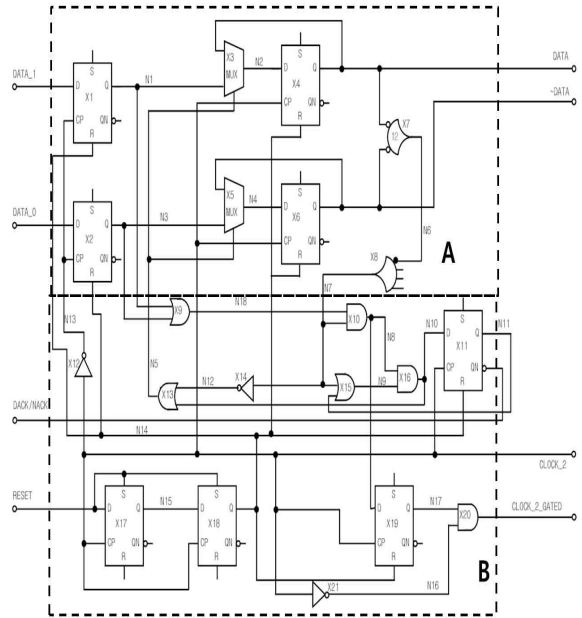 S
DATA_1
N1
D
Q
X1
CP
QN
R
X3
MUX
N2
S
D
Q
X4
CP
QN
R
DATA
~DATA
X7
12
S
DATA_0
N3
D
Q
X2
CP
QN
R
X5
MUX
N4
S
D
Q
X6
CP
QN
R
N6
X8
A
N7
N18
X9
X10
N13
N8
S
N10
N11
D
Q
X11
CP
QN
R
X12
N5
N12
X14
X13
X15
N9
X16
DACK/NACK
N14
CLOCK_2
RESET
S
D
Q
X17
CP
QN
R
N15
S
D
Q
X18
CP
QN
R
S
D
Q
X19
CP
QN
R
N17
X20
CLOCK_2_GATED
X21
N16
B